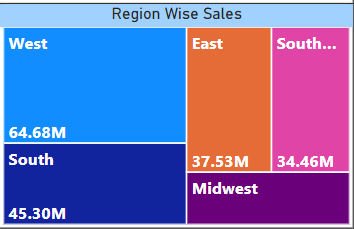 Region Wise Sales
West
64.68M
South
45.30M
East
37.53M
South...
34.46M
Midwest